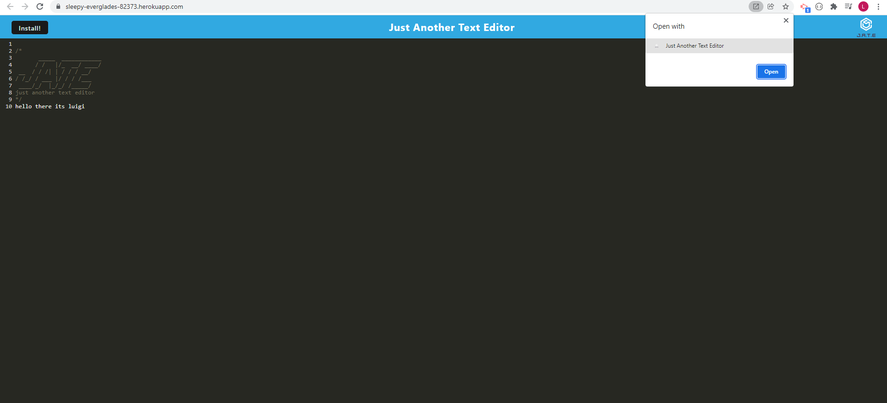 sleepy-everglades-82373.herokuapp.com
Install!
Just Another Text Editor
J.A.T.E
Open with
Just Another Text Editor
Open
L
1
2 /*
3
4
5
6
7
8 just another text editor
9 */
10 hello there its luigi